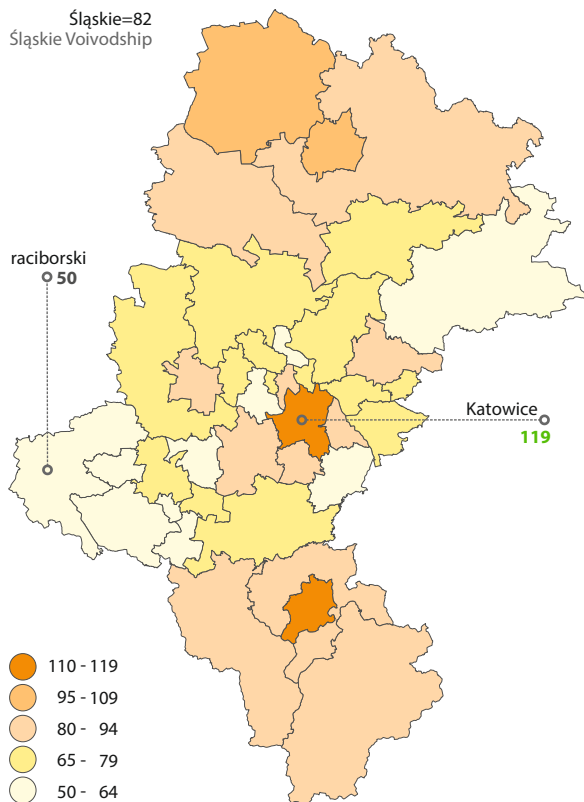 Śląskie=82
Śląskie Voivodship
raciborski
50
Katowice
119
110 - 119
95 - 109
80 - 94
65 - 79
50 - 64